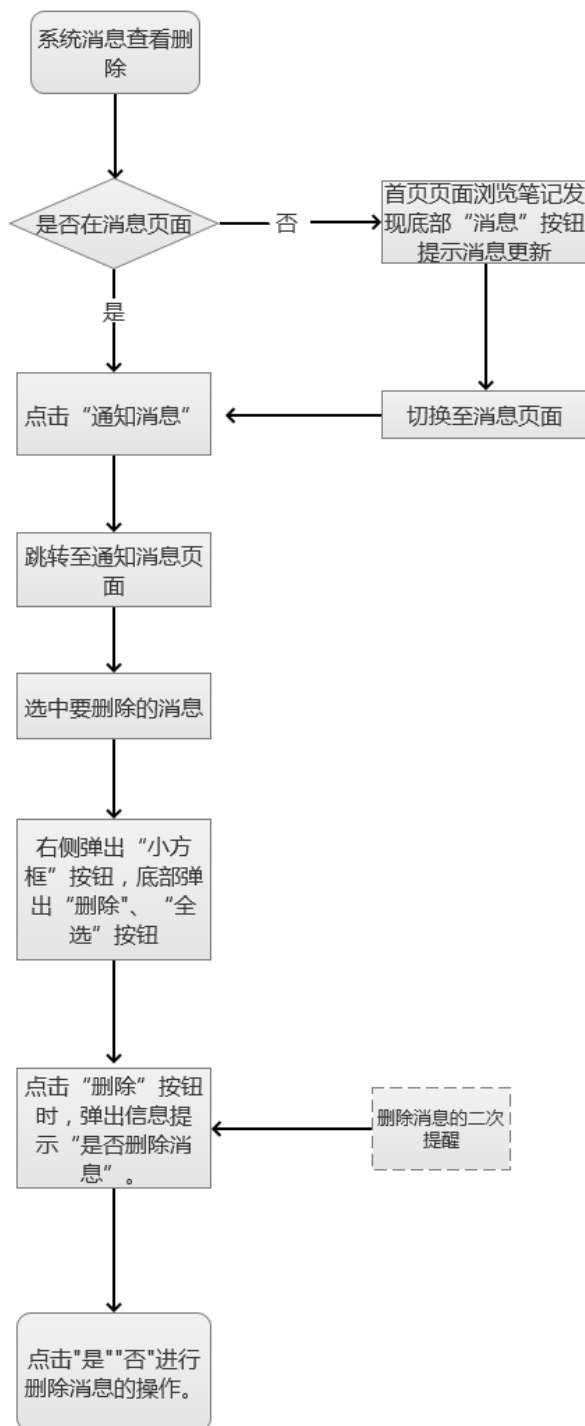 系统消息查看删
除
是否在消息页面
否
首页页面浏览笔记发
现底部“消息”按钮
提示消息更新
是
点击“通知消息”
切换至消息页面
跳转至通知消息页
面
选中要删除的消息
右侧弹出“小方
框”按钮，底部弹
出“删除"、“全
选”按钮
点击“删除”按钮
时，弹出信息提
示“是否删除消
息”。
删除消息的二次
提醒
点击"是""否"进行
删除消息的操作。